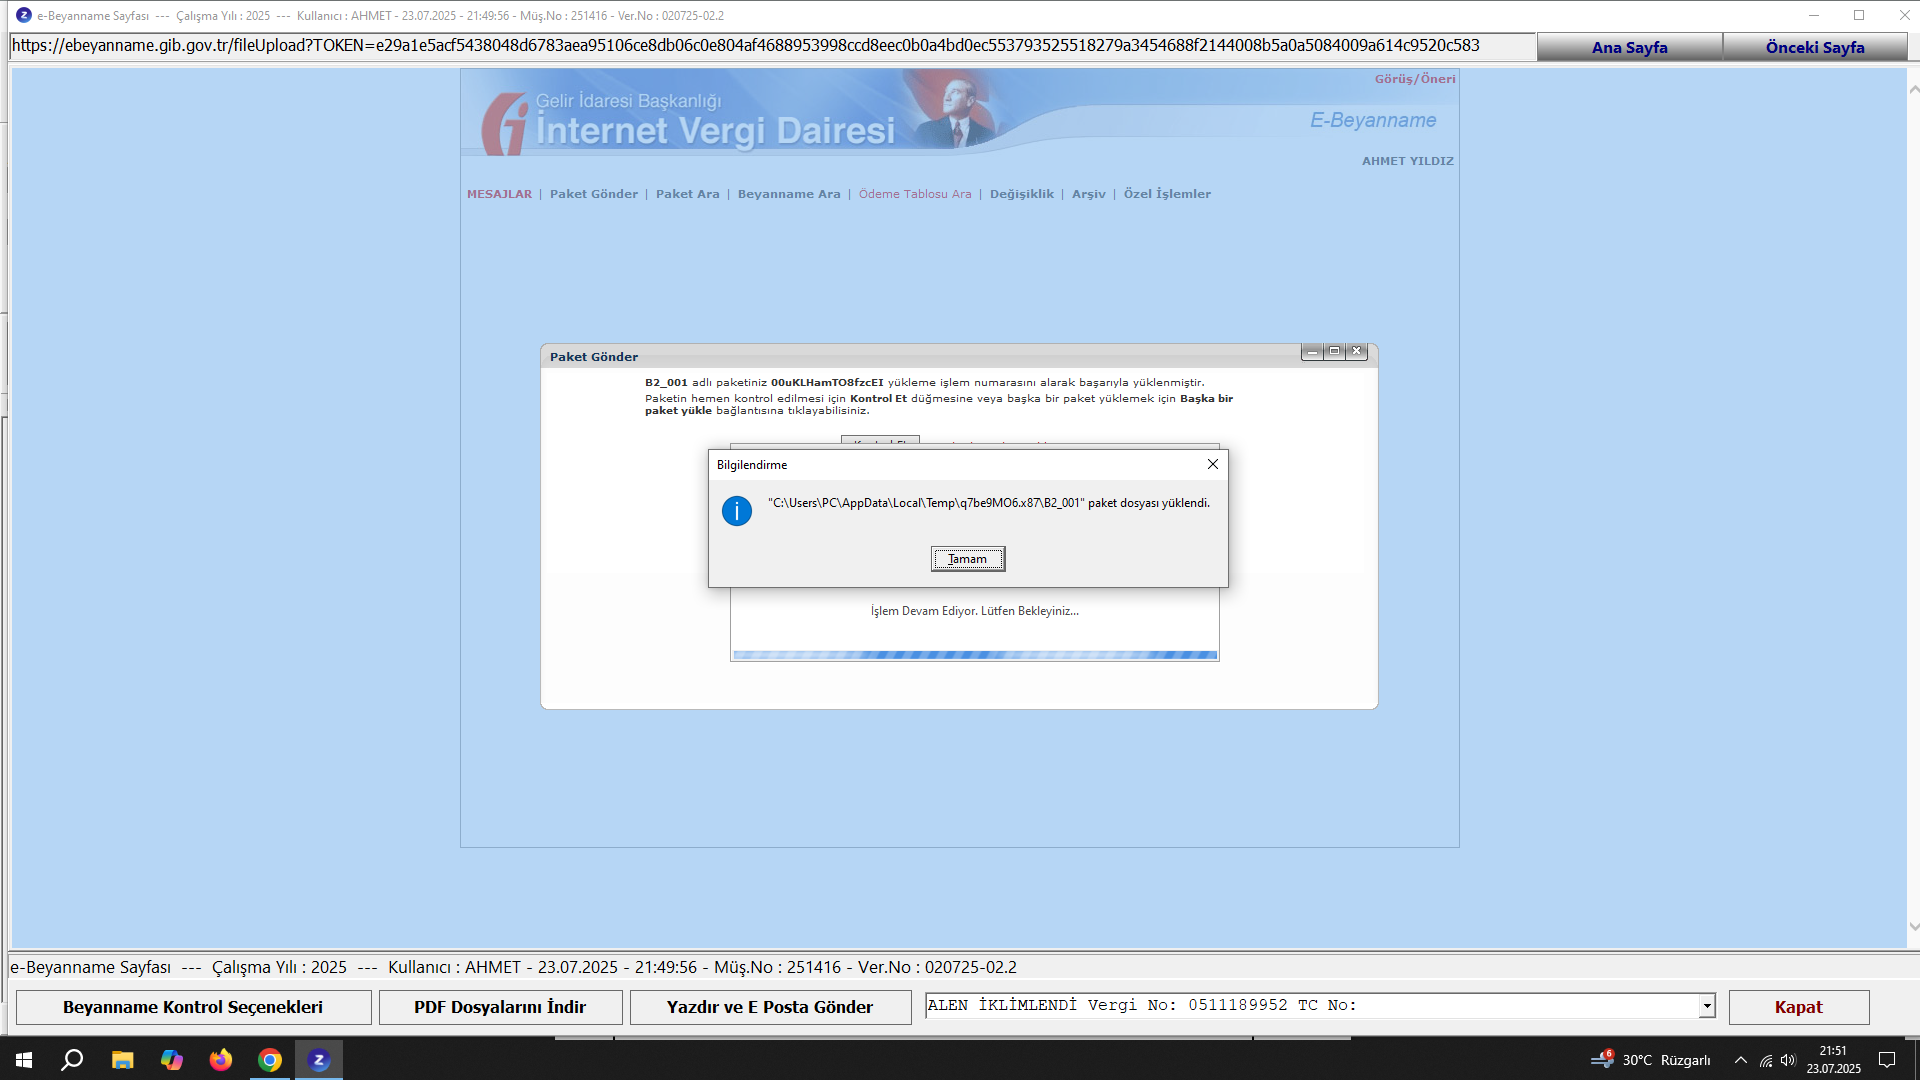 e-Beyanname Sayfası --- Çalışma Yılı : 2025 --- Kullanıcı : AHMET - 23.07.2025 - 21:49:56 - Müş.No : 251416 - Ver.No : 020725-02.2
https://ebeyanname.gib.gov.tr/fileUpload?TOKEN=e29a1e5acf5438048d6783aea95106ce8db06c0e804af4688953998ccd8eec0b0a4bd0ec553793525518279a3454688f2144008b5a0a5084009a614c9520c583
Ana Sayfa
Önceki Sayfa
Görüş/Öneri
Gelir İdaresi Başkanlığı
İnternet Vergi Dairesi
E-Beyanname
AHMET YILDIZ
MESAJLAR | Paket Gönder | Paket Ara | Beyanname Ara | Ödeme Tablosu Ara | Değişiklik | Arşiv | Özel İşlemler
Paket Gönder
B2_001 adlı paketiniz 00uKLHamTO8fzcEI yükleme işlem numarasını alarak başarıyla yüklenmiştir.
Paketin hemen kontrol edilmesi için Kontrol Et düğmesine veya başka bir paket yüklemek için Başka bir
paket yükle bağlantısına tıklayabilisiniz.
Bilgilendirme
"C:\Users\PC\AppData\Local\Temp\q7be9MO6.x87\B2_001" paket dosyası yüklendi.
Tamam
İşlem Devam Ediyor. Lütfen Bekleyiniz...
e-Beyanname Sayfası --- Çalışma Yılı : 2025 --- Kullanıcı : AHMET - 23.07.2025 - 21:49:56 - Müş.No : 251416 - Ver.No : 020725-02.2
Beyanname Kontrol Seçenekleri
PDF Dosyalarını İndir
Yazdır ve E Posta Gönder
ALEN İKLİMLENDİ Vergi No: 0511189952 TC No:
Kapat
6
30°C Rüzgarlı
21:51
23.07.2025